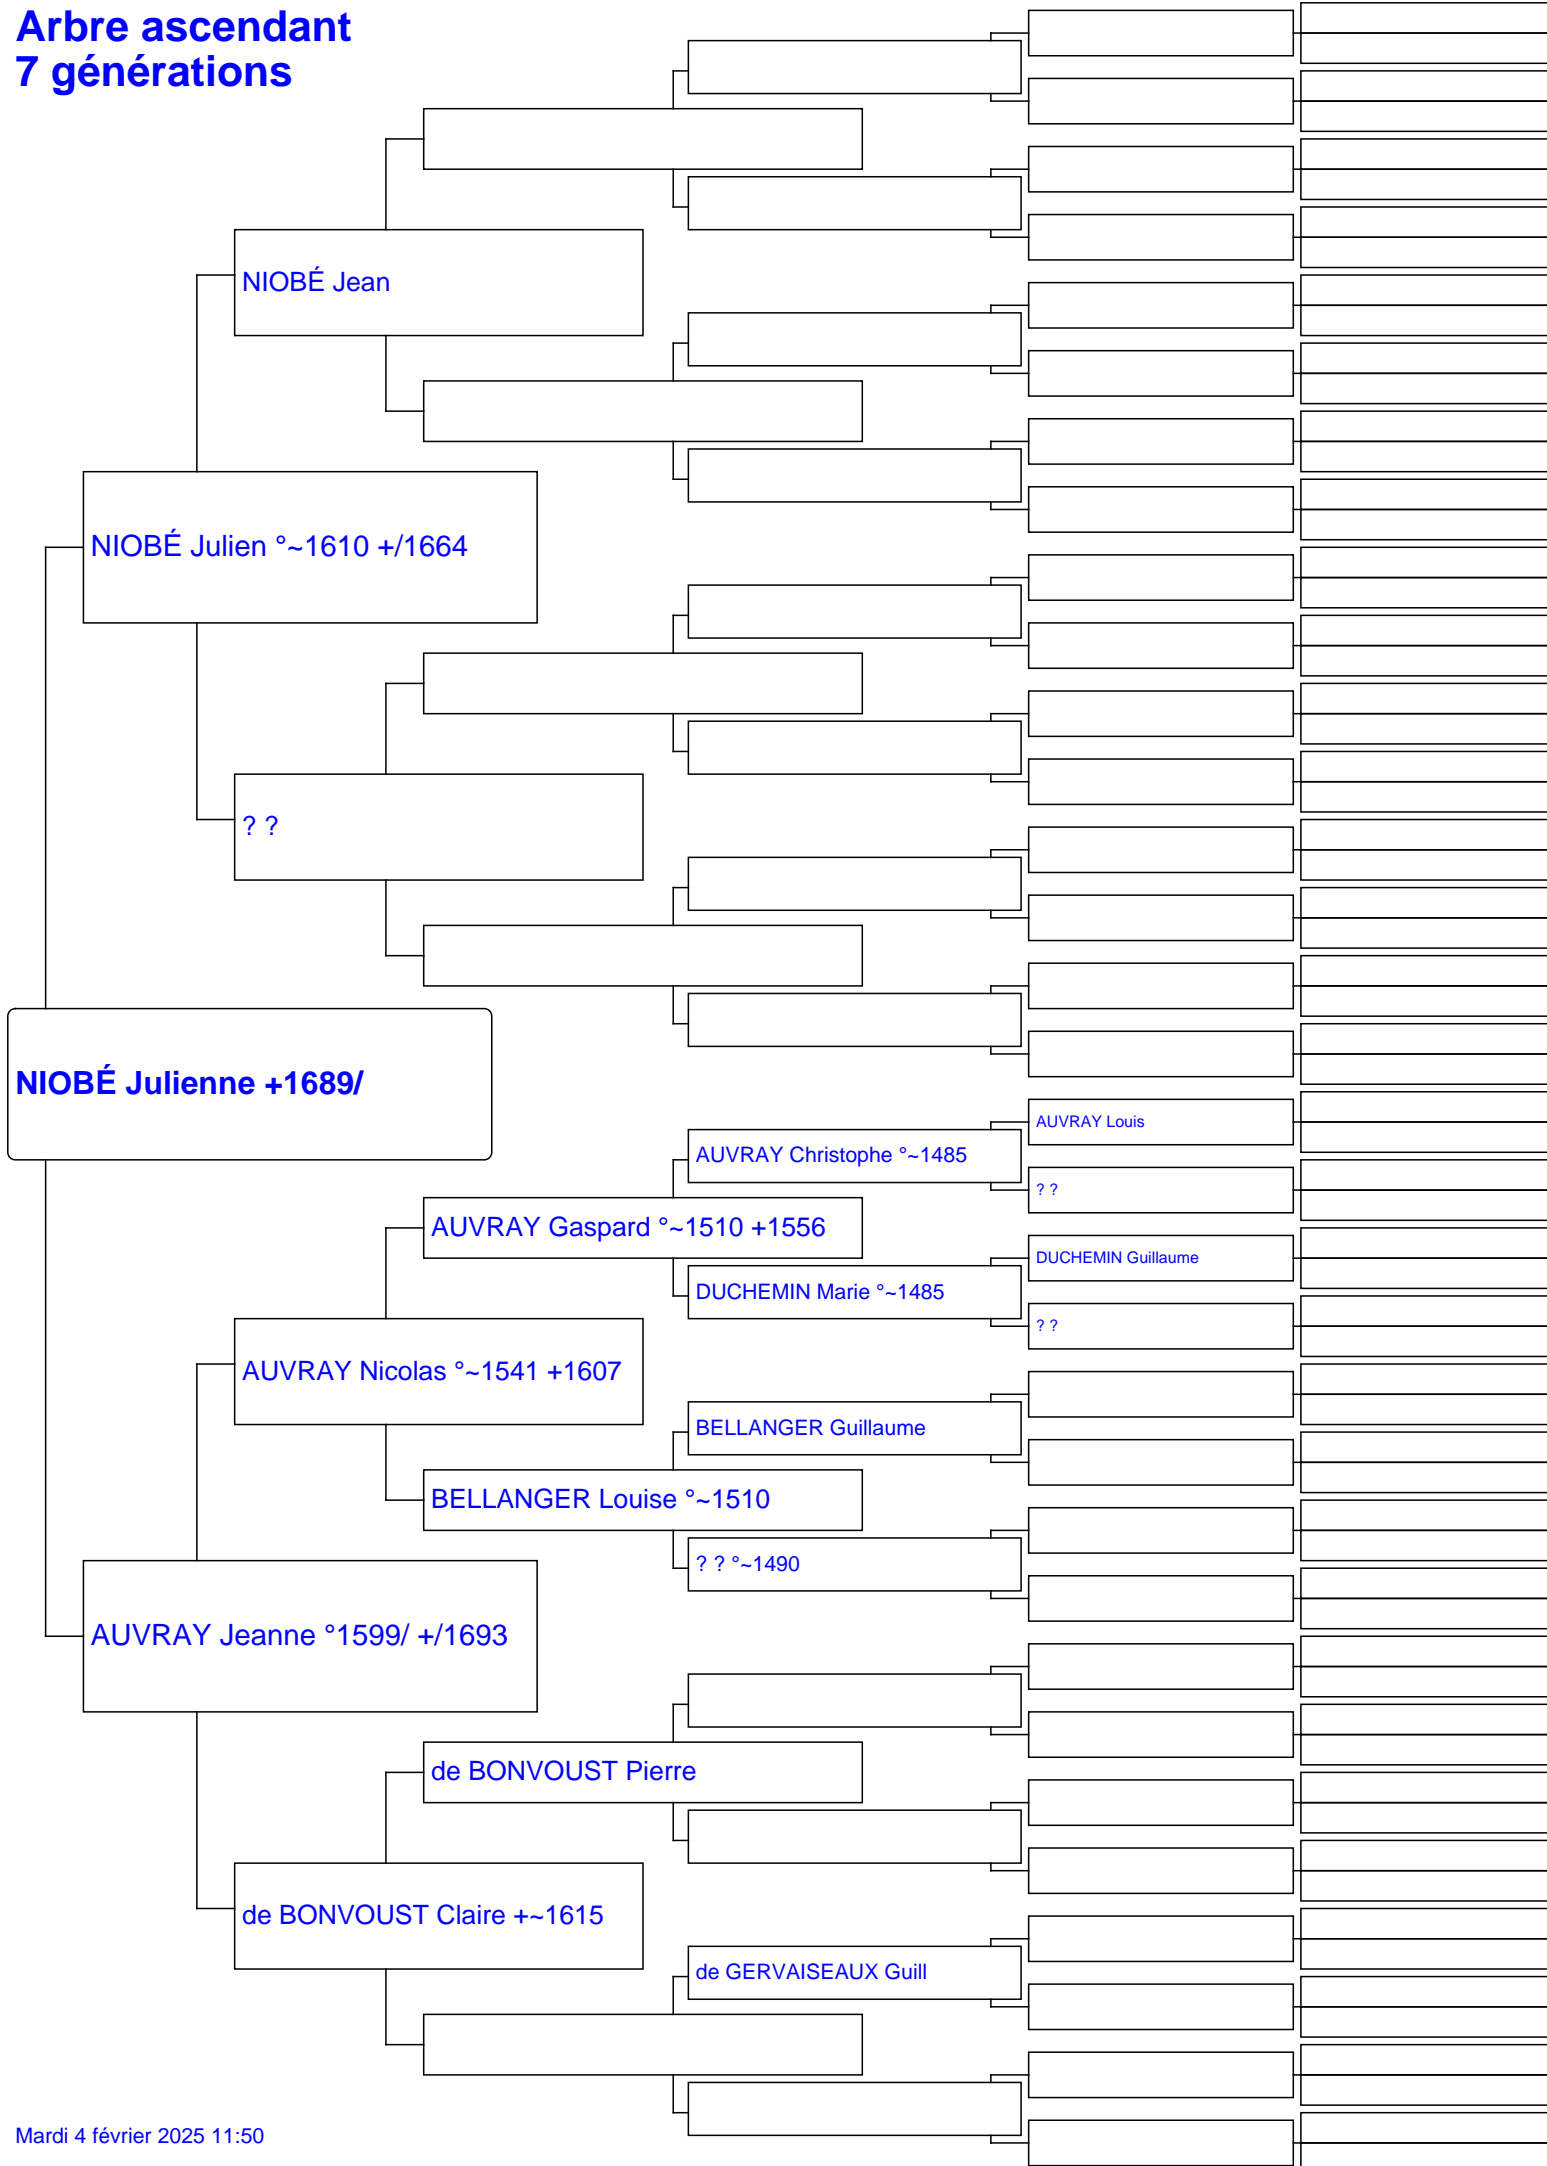 Arbre ascendant
7 générations
NIOBÉ Jean
NIOBÉ Julien °~1610 +/1664
? ?
NIOBÉ Julienne +1689/
AUVRAY Louis
AUVRAY Christophe °~1485
? ?
AUVRAY Gaspard °~1510 +1556
DUCHEMIN Guillaume
DUCHEMIN Marie °~1485
? ?
AUVRAY Nicolas °~1541 +1607
BELLANGER Guillaume
BELLANGER Louise °~1510
? ? °~1490
AUVRAY Jeanne °1599/ +/1693
de BONVOUST Pierre
de BONVOUST Claire +~1615
de GERVAISEAUX Guill
Mardi 4 février 2025 11:50